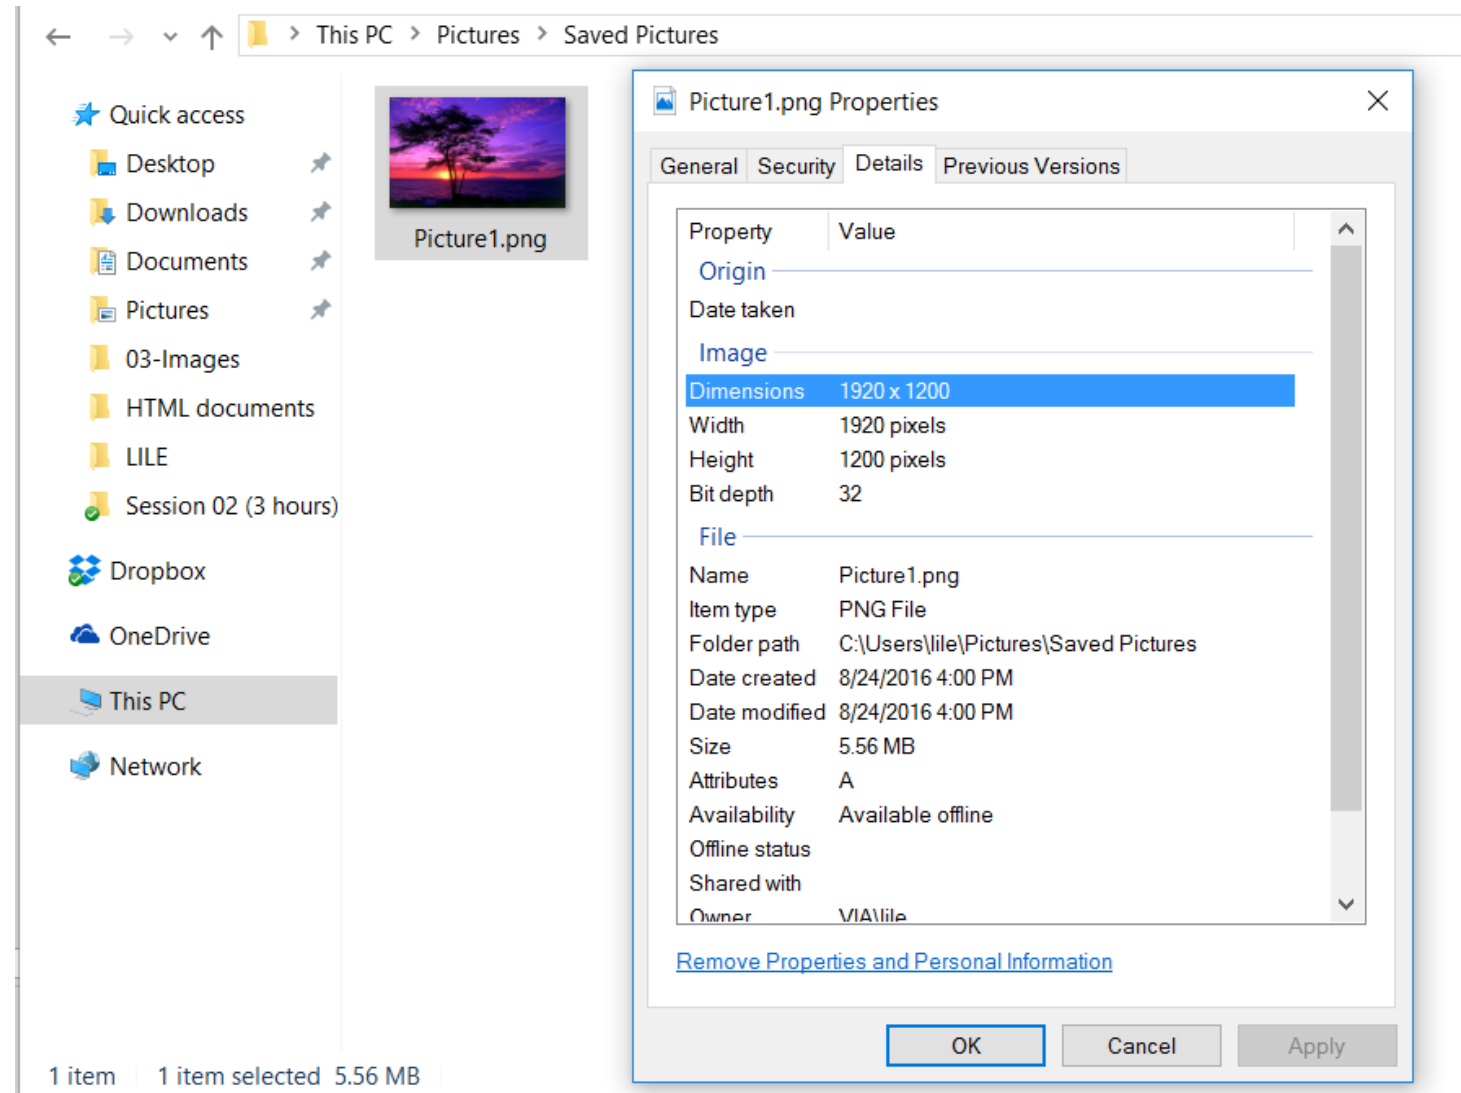 This PC > Pictures > Saved Pictures
Quick access
Desktop
Downloads
Documents
Pictures
03-Images
HTML documents
LILE
Session 02 (3 hours)
Dropbox
OneDrive
This PC
Network
Picture1.png
1 item 1 item selected 5.56 MB
Picture1.png Properties
General Security Details Previous Versions
Property Value
Origin
Date taken
Image
Dimensions 1920 x 1200
Width 1920 pixels
Height 1200 pixels
Bit depth 32
File
Name Picture1.png
Item type PNG File
Folder path C:\Users\lile\Pictures\Saved Pictures
Date created 8/24/2016 4:00 PM
Date modified 8/24/2016 4:00 PM
Size 5.56 MB
Attributes A
Availability Available offline
Offline status
Shared with
Owner VIA\lile
Remove Properties and Personal Information
OK Cancel Apply